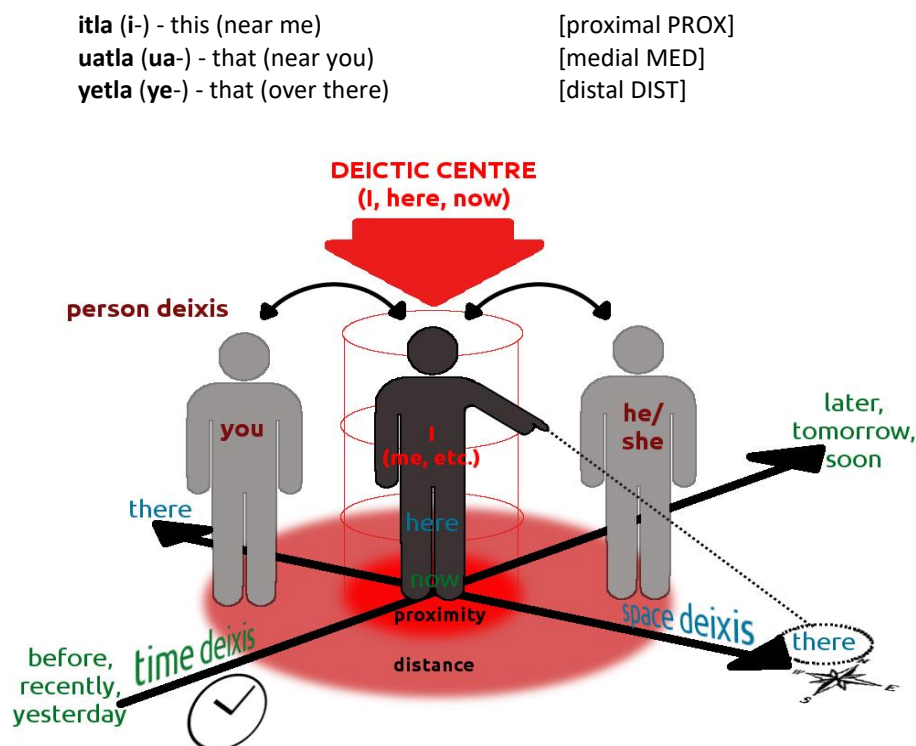 itla (i-) - this (near me) [proximal PROX]
uatla (ua-) - that (near you) [medial MED]
yetla (ye-) - that (over there) [distal DIST]
DEICTIC CENTRE
(I, here, now)
person deixis
you
I
(me, etc.)
he/
she
later,
tomorrow,
soon
there
here
now
proximity
distance
space deixis
there
time deixis
before,
recently,
yesterday
N
W
E
S